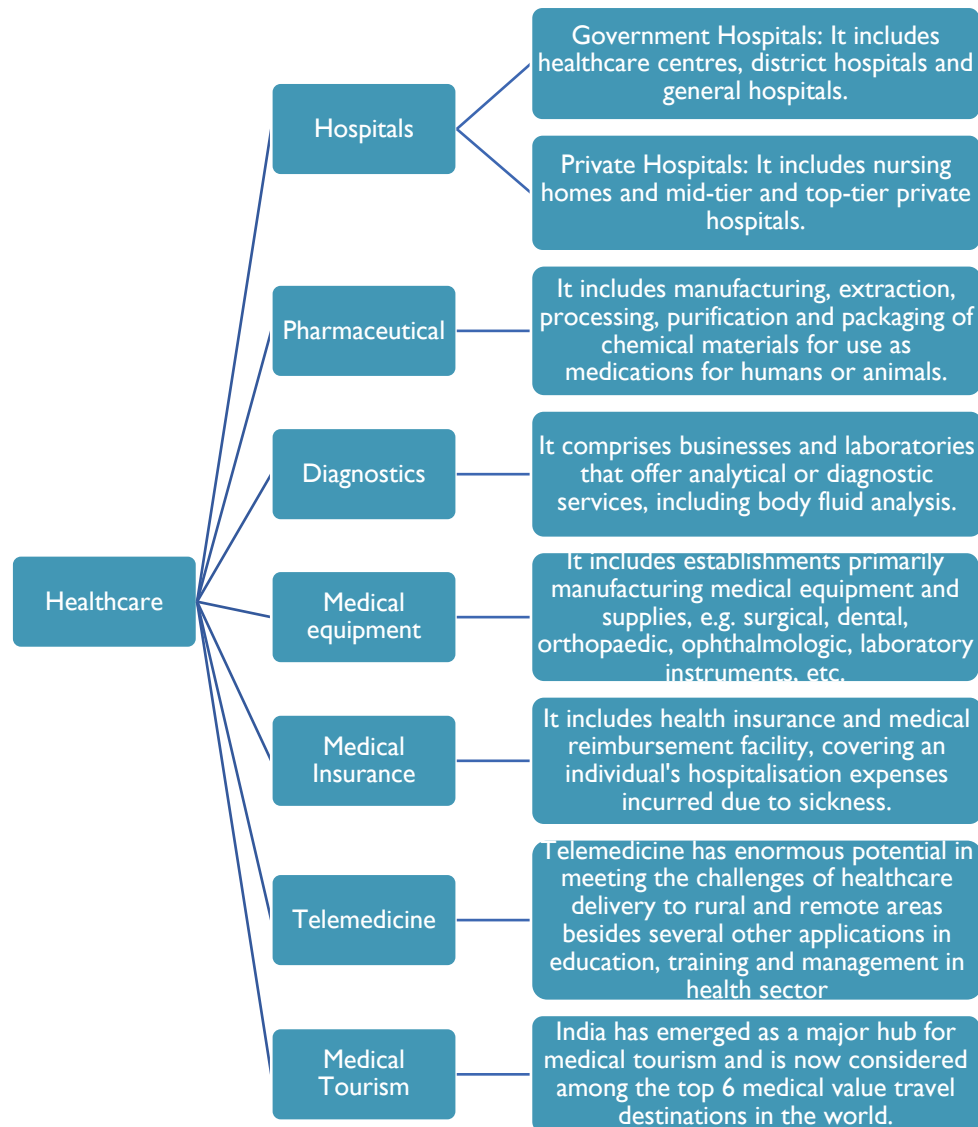 Healthcare
Hospitals
Government Hospitals: It includes
healthcare centres, district hospitals and
general hospitals.
Private Hospitals: It includes nursing
homes and mid-tier and top-tier private
hospitals.
Pharmaceutical
It includes manufacturing, extraction,
processing, purification and packaging of
chemical materials for use as
medications for humans or animals.
Diagnostics
It comprises businesses and laboratories
that offer analytical or diagnostic
services, including body fluid analysis.
Medical
equipment
It includes establishments primarily
manufacturing medical equipment and
supplies, e.g. surgical, dental,
orthopaedic, ophthalmologic, laboratory
instruments, etc.
Medical
Insurance
It includes health insurance and medical
reimbursement facility, covering an
individual's hospitalisation expenses
incurred due to sickness.
Telemedicine
Telemedicine has enormous potential in
meeting the challenges of healthcare
delivery to rural and remote areas
besides several other applications in
education, training and management in
health sector
Medical
Tourism
India has emerged as a major hub for
medical tourism and is now considered
among the top 6 medical value travel
destinations in the world.